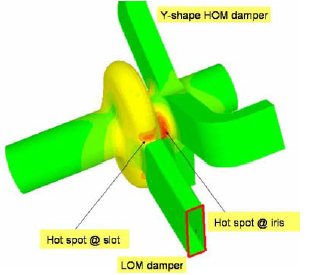 Y-shape HOM damper
Hot spot @ slot
Hot spot @ iris
LOM damper